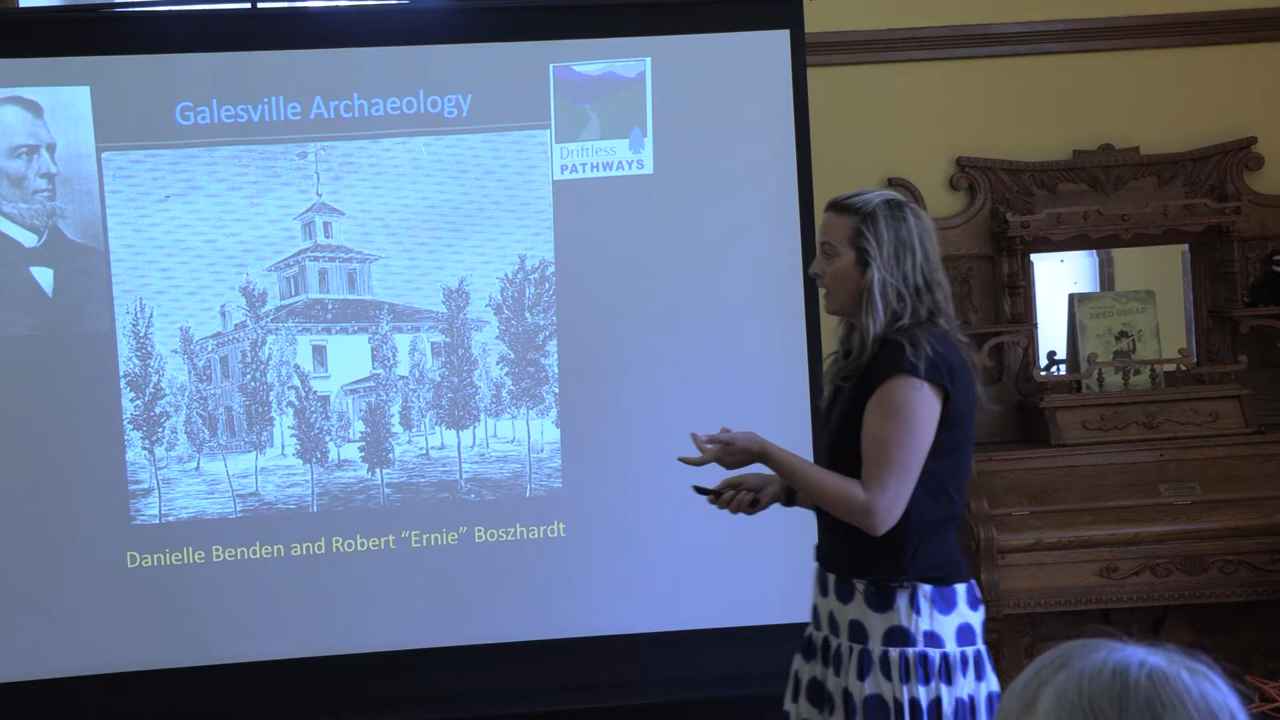 Galesville Archaeology
Driftless
PATHWAYS
REED ORGAN
Danielle Benden and Robert “Ernie” Boszhardt